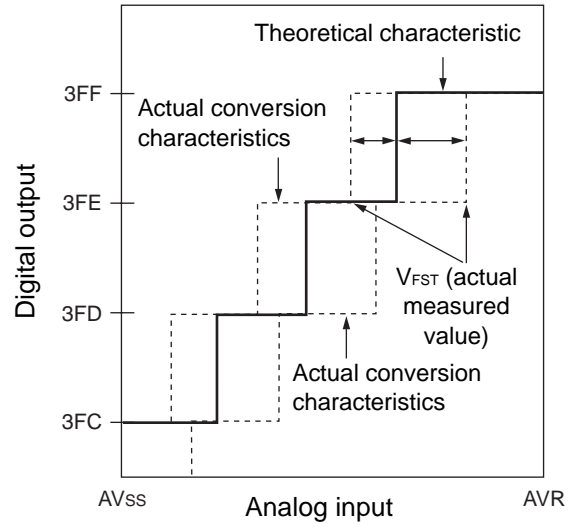 Theoretical characteristic
3FF
Actual conversion
characteristics
3FE
Digital output
VFST (actual
measured
value)
3FD
Actual conversion
characteristics
3FC
AVSS
Analog input
AVR